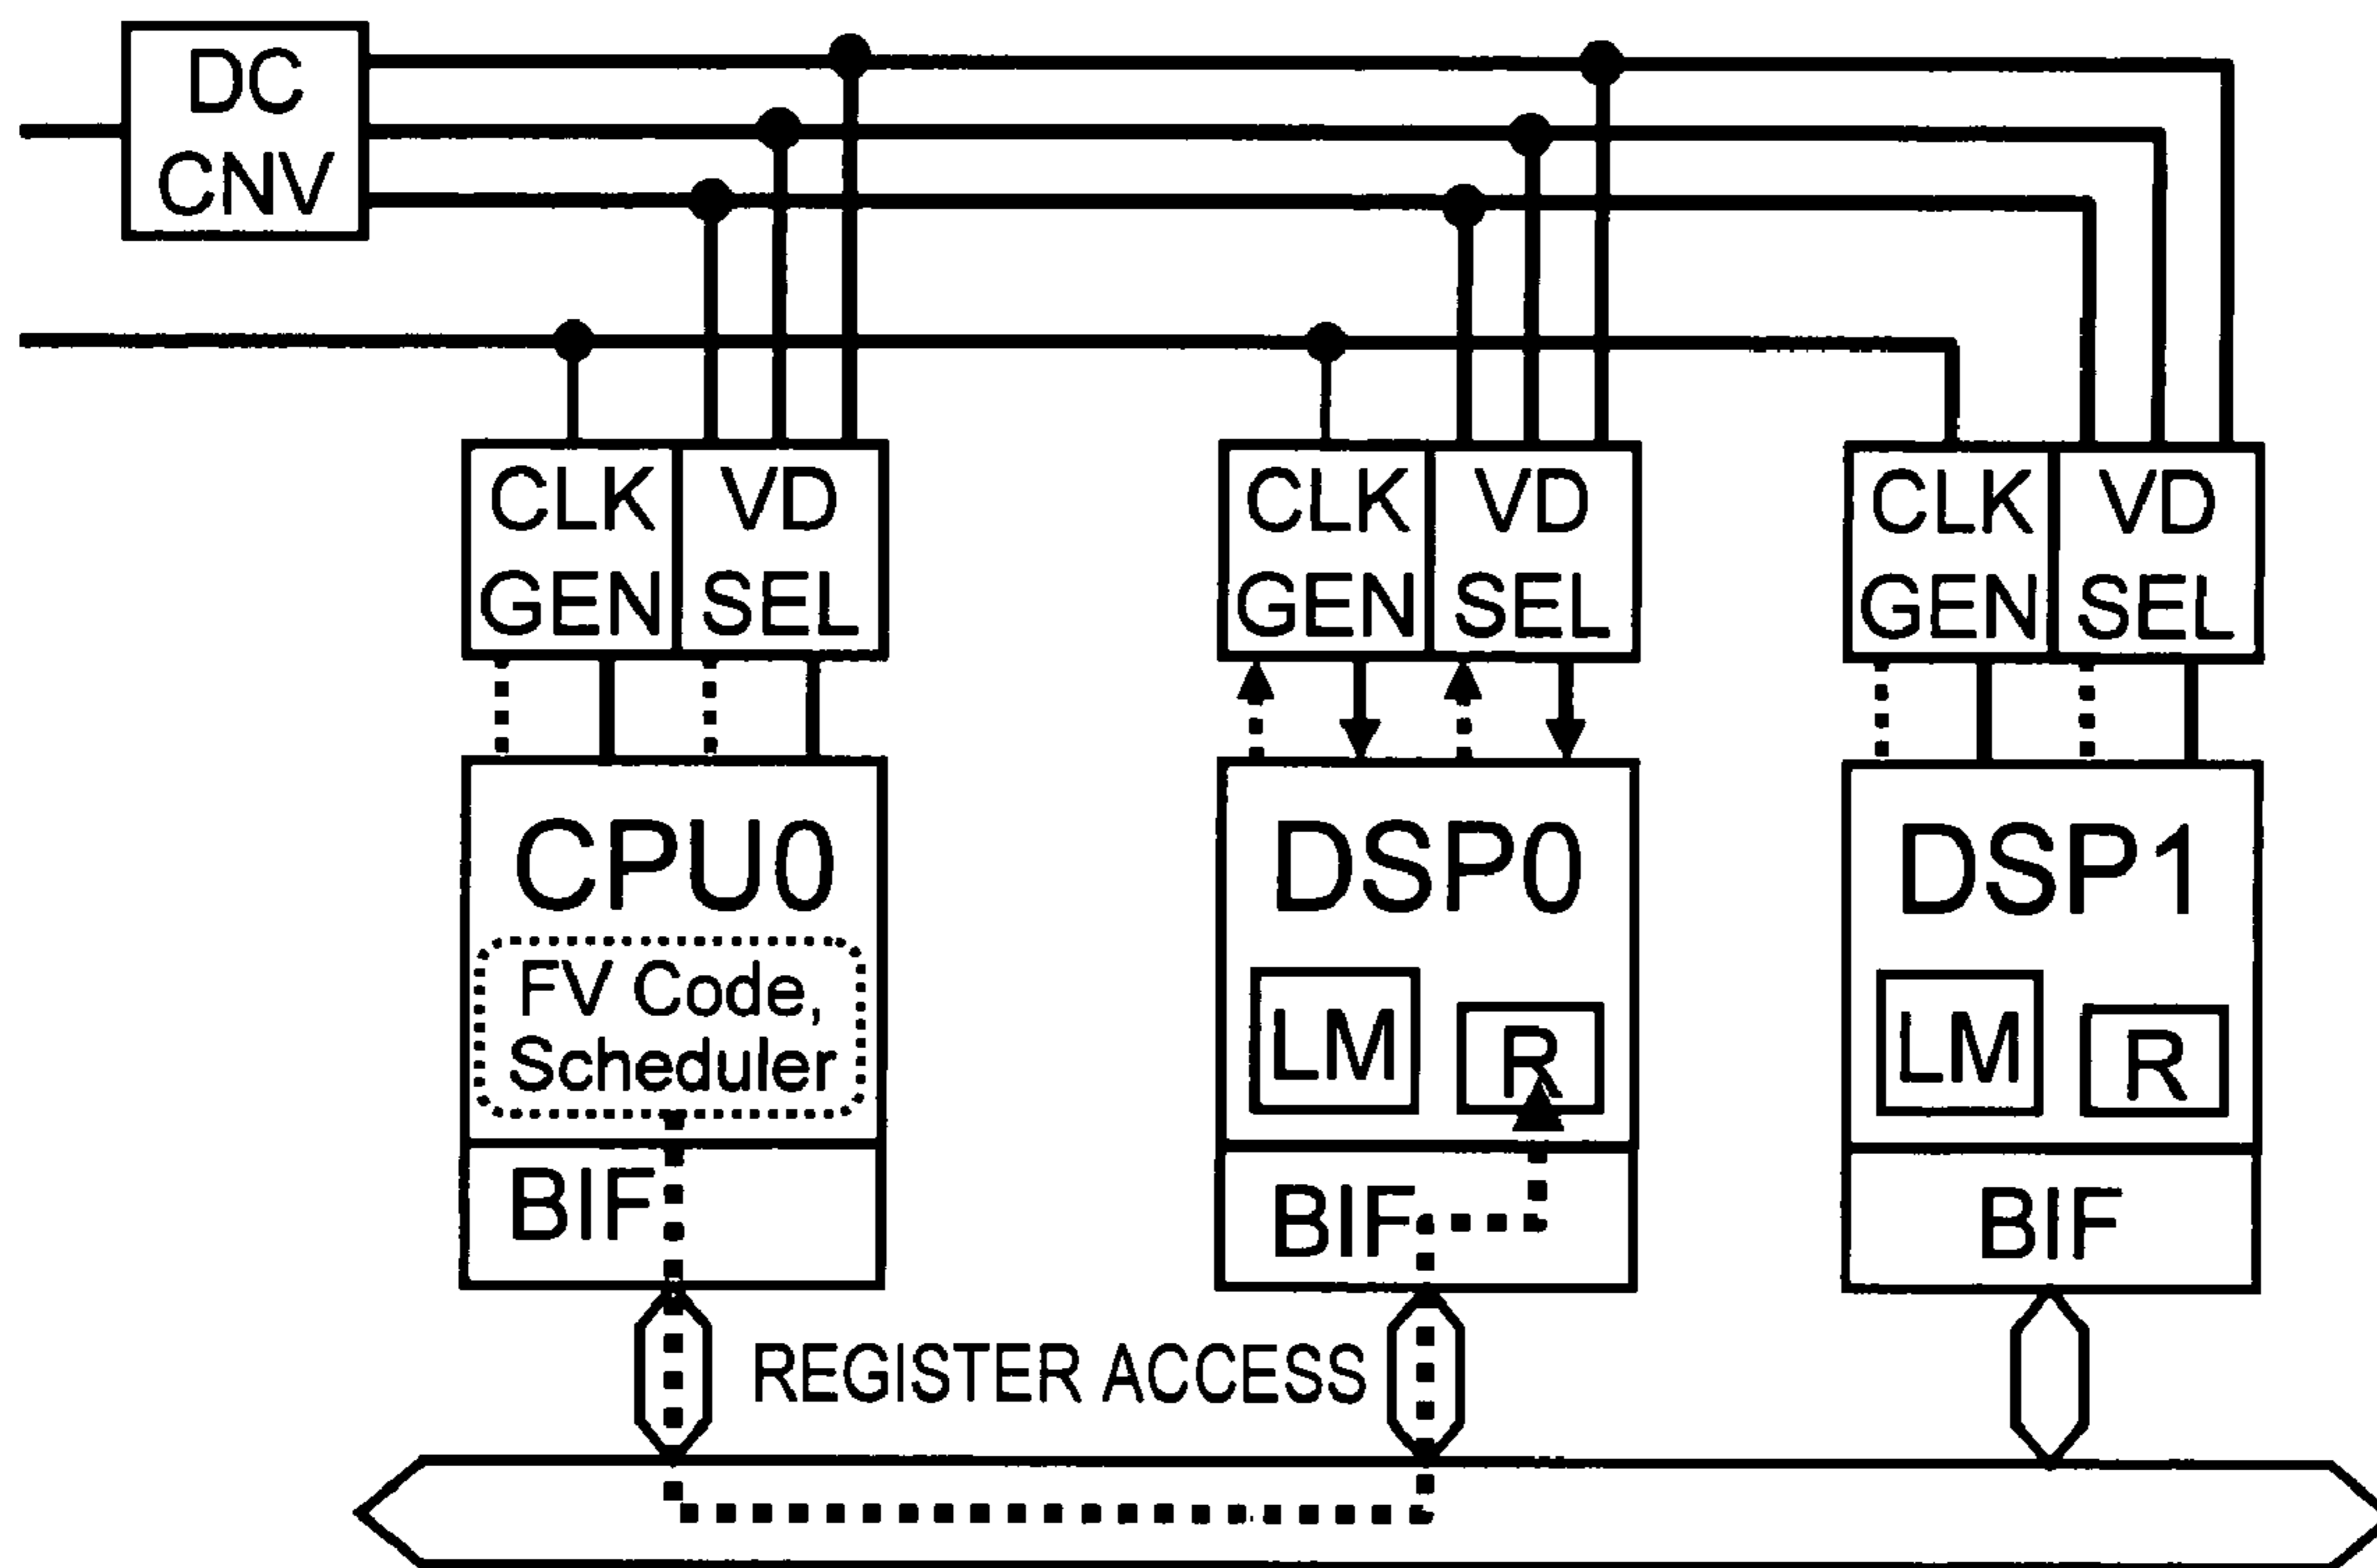 DC
CNV
CLK
GEN
VD
SEL
CLK
GEN
VD
SEL
CLK
GEN
VD
SEL
CPU0
FV Code,
Scheduler
BIF
DSP0
LM
R
BIF
DSP1
LM
R
BIF
REGISTER ACCESS